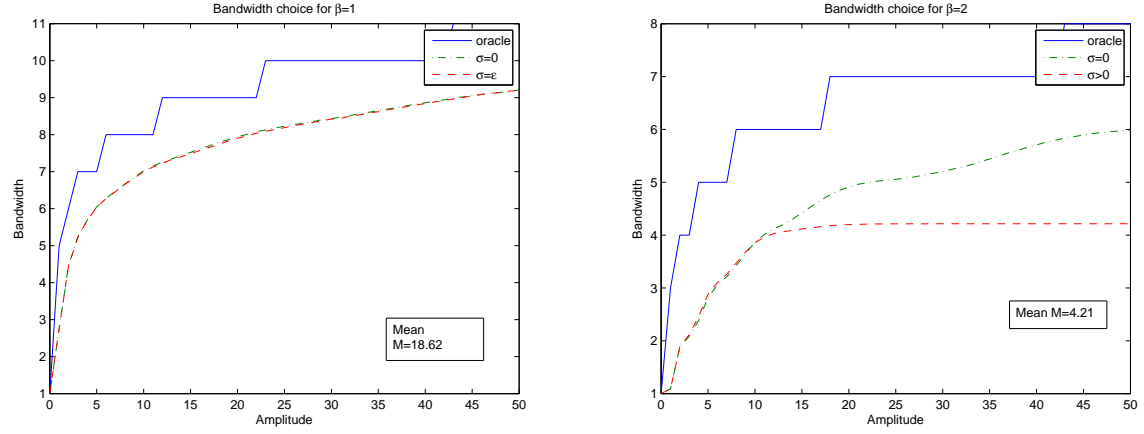 Bandwidth choice for β=1
11
10
9
8
7
6
5
4
3
2
1
Bandwidth
0
5
10
15
20
25
30
35
40
45
50
Amplitude
oracle
σ=0
σ=ε
Mean
M=18.62
Bandwidth choice for β=2
8
7
6
5
4
3
2
1
Bandwidth
0
5
10
15
20
25
30
35
40
45
50
Amplitude
oracle
σ=0
σ>0
Mean M=4.21